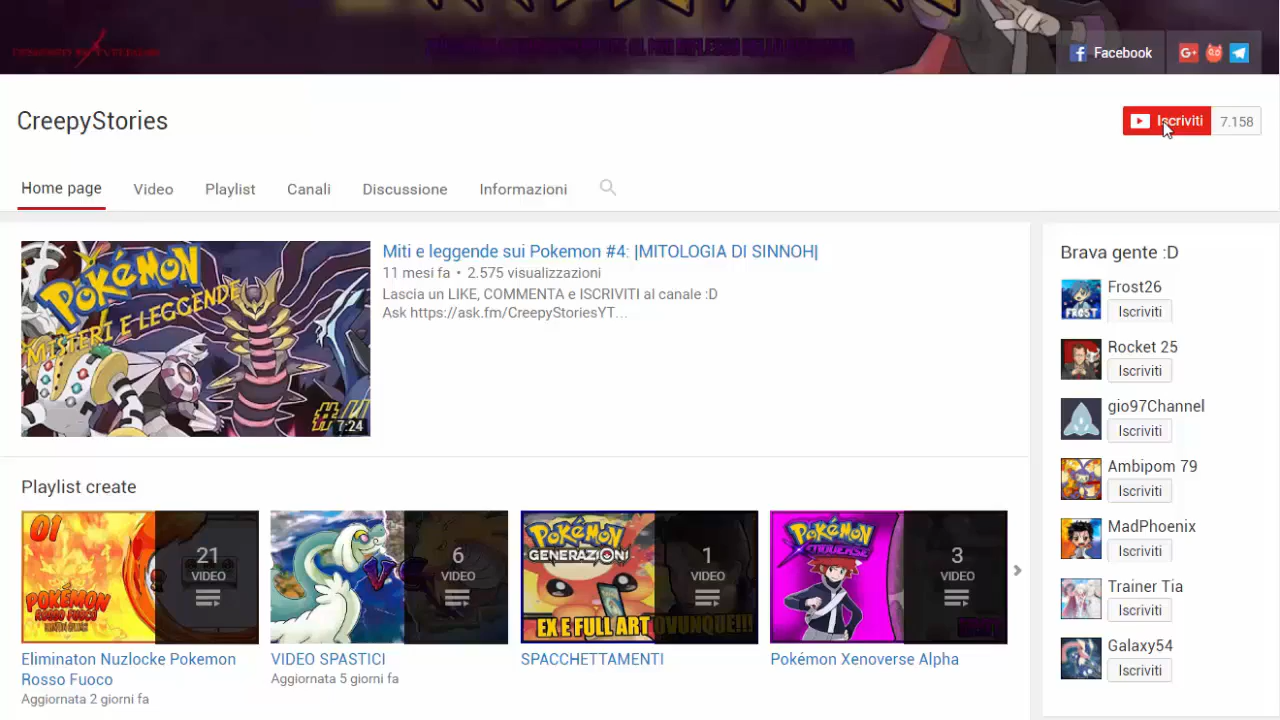 Facebook
CreepyStories
Iscriviti 7.158
Home page Video Playlist Canali Discussione Informazioni
Miti e leggende sui Pokemon #4: |MITOLOGIA DI SINNOH|
11 mesi fa • 2.575 visualizzazioni
Lascia un LIKE, COMMENTA e ISCRIVITI al canale :D
Ask https://ask.fm/CreepyStoriesYT...
POKÉMON
MISTERI E LEGGENDE
#4
7:24
Brava gente :D
Frost26
Iscriviti
FROST
Rocket 25
Iscriviti
gio97Channel
Iscriviti
Ambipom 79
Iscriviti
MadPhoenix
Iscriviti
Trainer Tia
Iscriviti
Galaxy54
Iscriviti
Playlist create
01
POKÉMON
ROSSO FUOCO
21
VIDEO
Eliminaton Nuzlocke Pokemon
Rosso Fuoco
Aggiornata 2 giorni fa
6
VIDEO
VIDEO SPASTICI
Aggiornata 5 giorni fa
POKÉMON
GENERAZIONI
EX E FULL ART OVUNQUE!!!
1
VIDEO
SPACCHETTAMENTI
POKÉMON
XENOVERSE
3
VIDEO
Pokémon Xenoverse Alpha